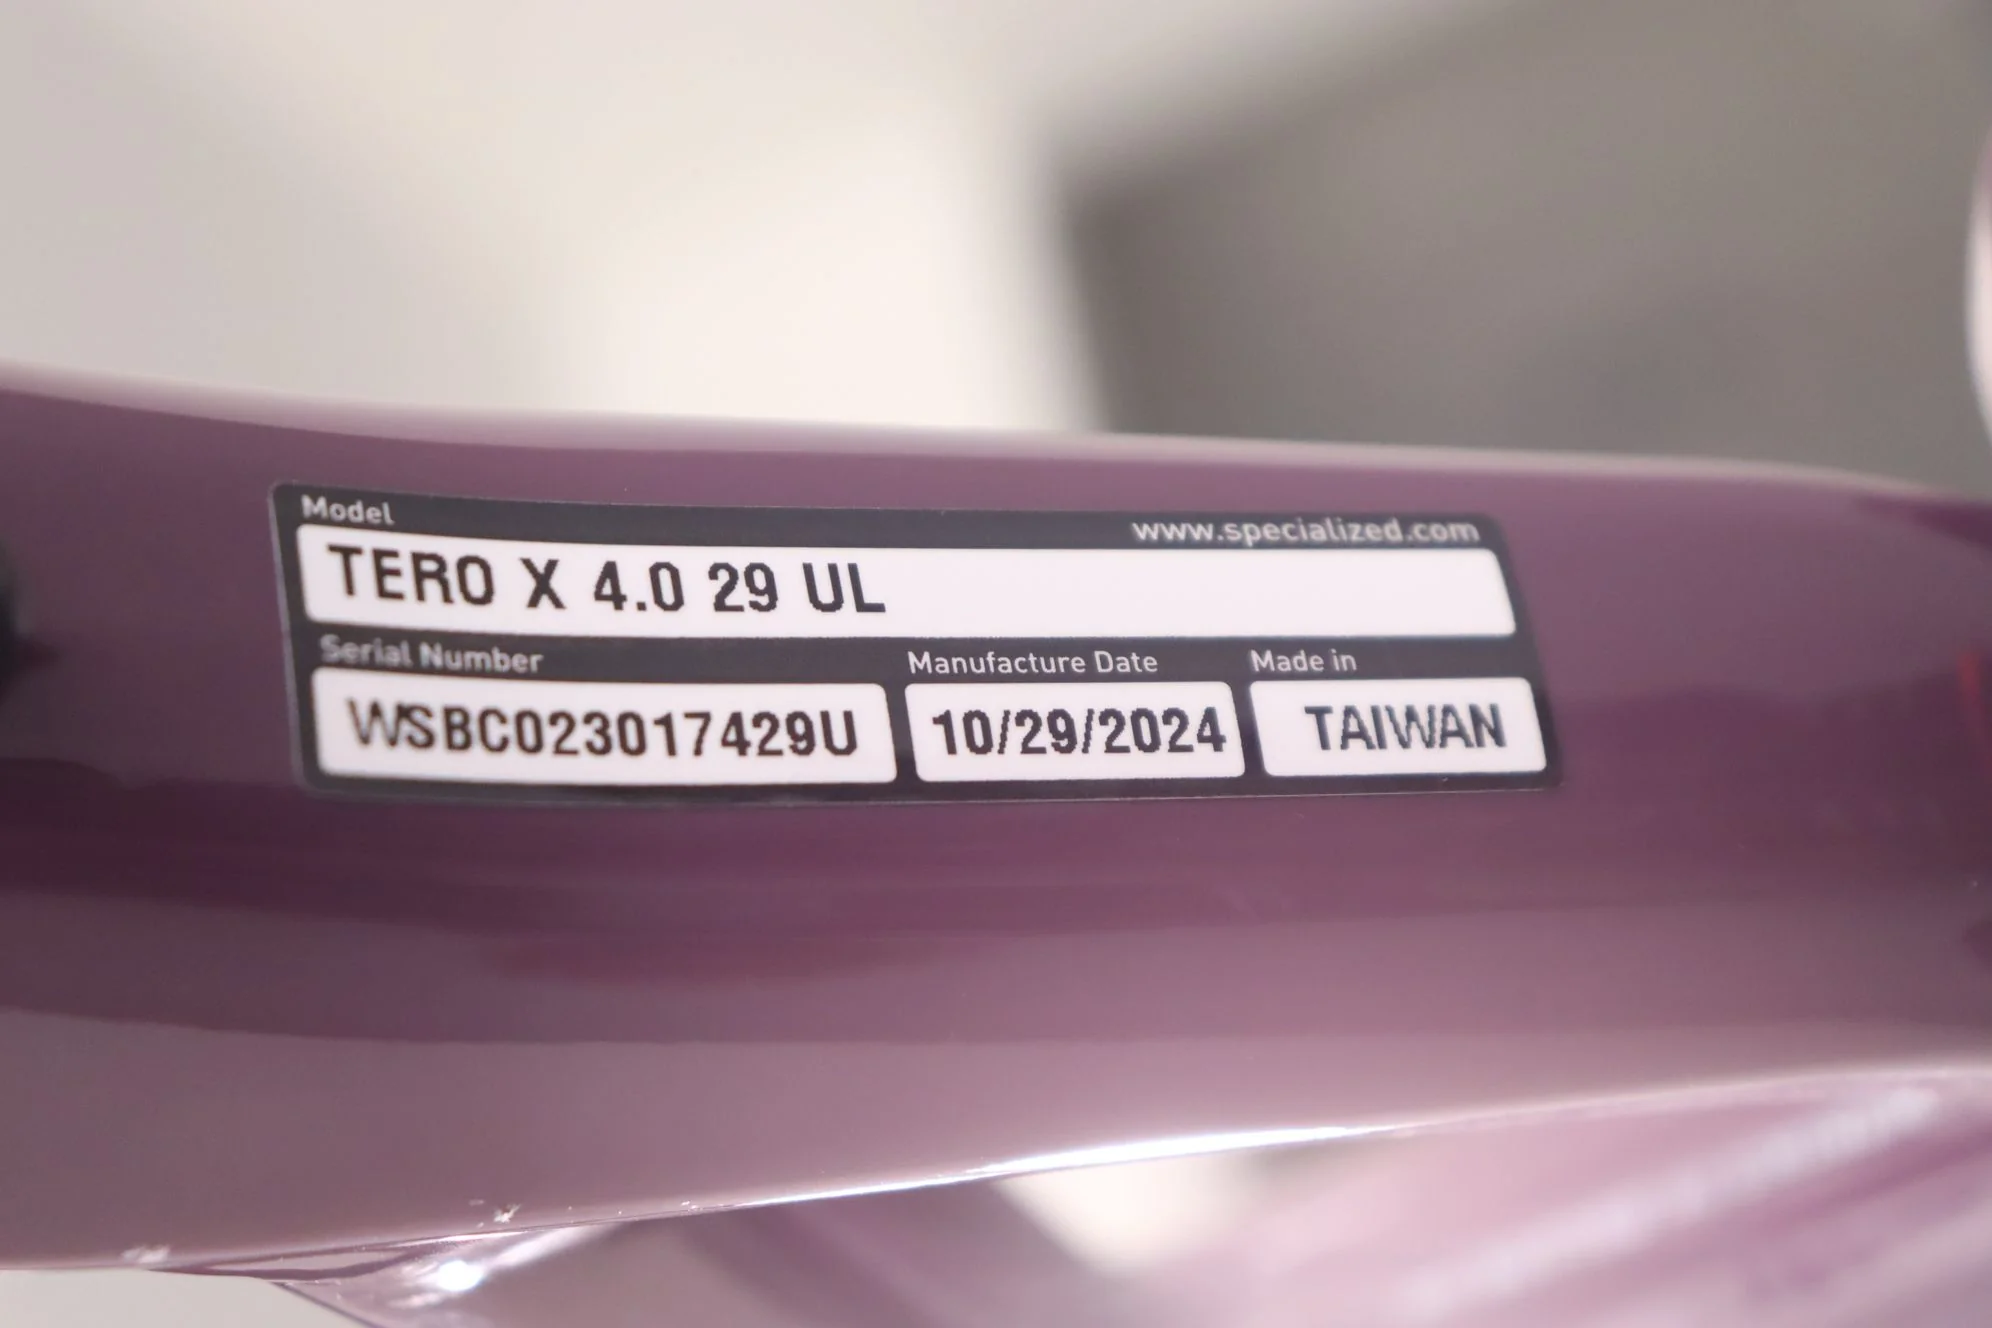 Model
www.specialized.com
TERO X 4.0 29 UL
Serial Number
Manufacture Date
Made in
WSBC023017429U
10/29/2024
TAIWAN